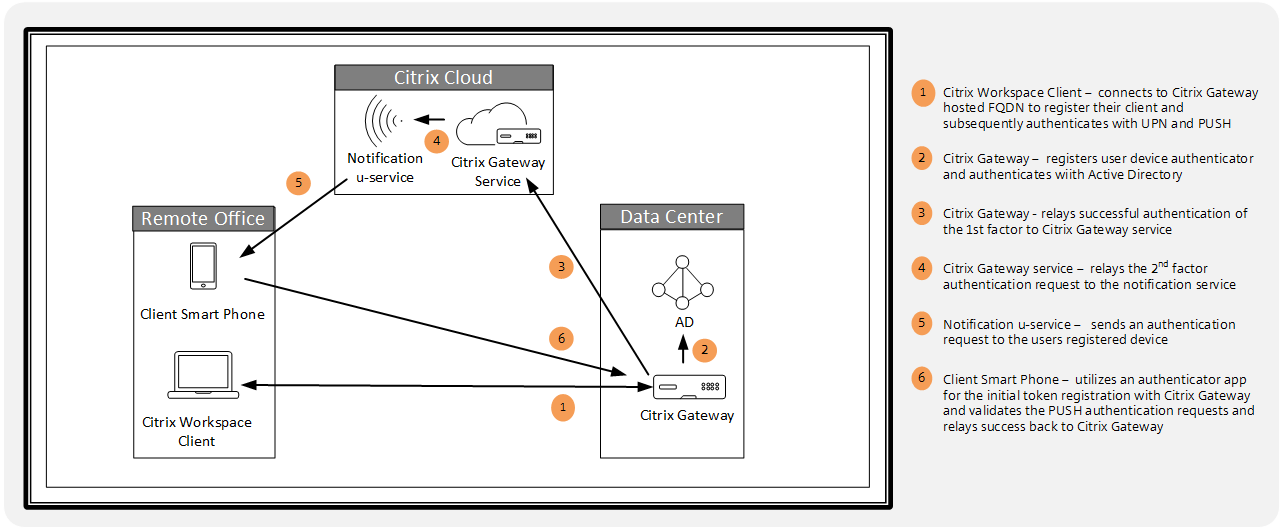 Citrix Cloud
4
Notification
u-service
Citrix Gateway
Service
5
Remote Office
Client Smart Phone
Citrix Workspace
Client
3
6
1
Data Center
AD
2
Citrix Gateway
1 Citrix Workspace Client – connects to Citrix Gateway
hosted FQDN to register their client and
subsequently authenticates with UPN and PUSH
2 Citrix Gateway – registers user device authenticator
and authenticates wiith Active Directory
3 Citrix Gateway - relays successful authentication of
the 1st factor to Citrix Gateway service
4 Citrix Gateway service – relays the 2nd factor
authentication request to the notification service
5 Notification u-service – sends an authentication
request to the users registered device
6 Client Smart Phone – utilizes an authenticator app
for the initial token registration with Citrix Gateway
and validates the PUSH authentication requests and
relays success back to Citrix Gateway